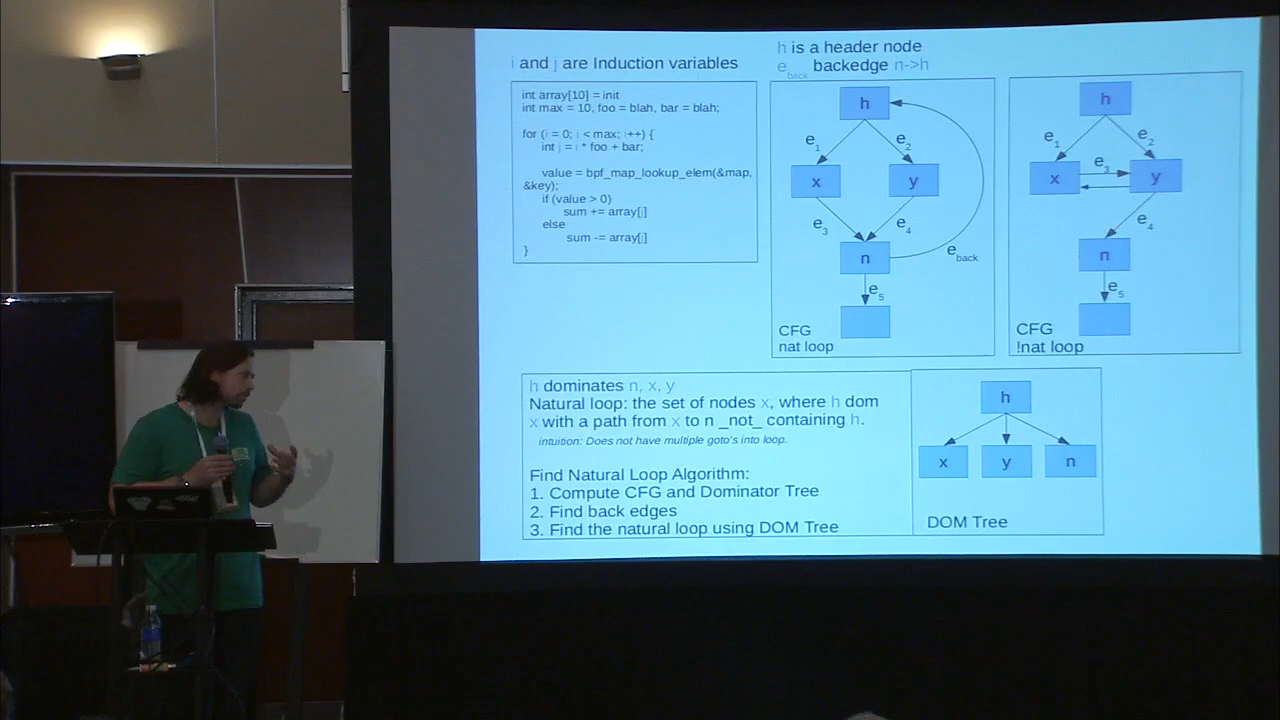 i and j are Induction variables
int array[10] = init
int max = 10, foo = blah, bar = blah;
for (i = 0; i < max; i++) {
int j = i * foo + bar;
value = bpf_map_lookup_elem(&map,
&key);
if (value > 0)
sum += array[j]
else
sum -= array[j]
}
h is a header node
e back backedge n->h
h
e1
e2
x
y
e3
e4
n
e back
e5
CFG
nat loop
h
e1
e2
x
e3
y
e4
n
e5
CFG
!nat loop
h dominates n, x, y
Natural loop: the set of nodes x, where h dom
x with a path from x to n _not_ containing h.
intuition: Does not have multiple goto's into loop.
Find Natural Loop Algorithm:
1. Compute CFG and Dominator Tree
2. Find back edges
3. Find the natural loop using DOM Tree
h
x
y
n
DOM Tree